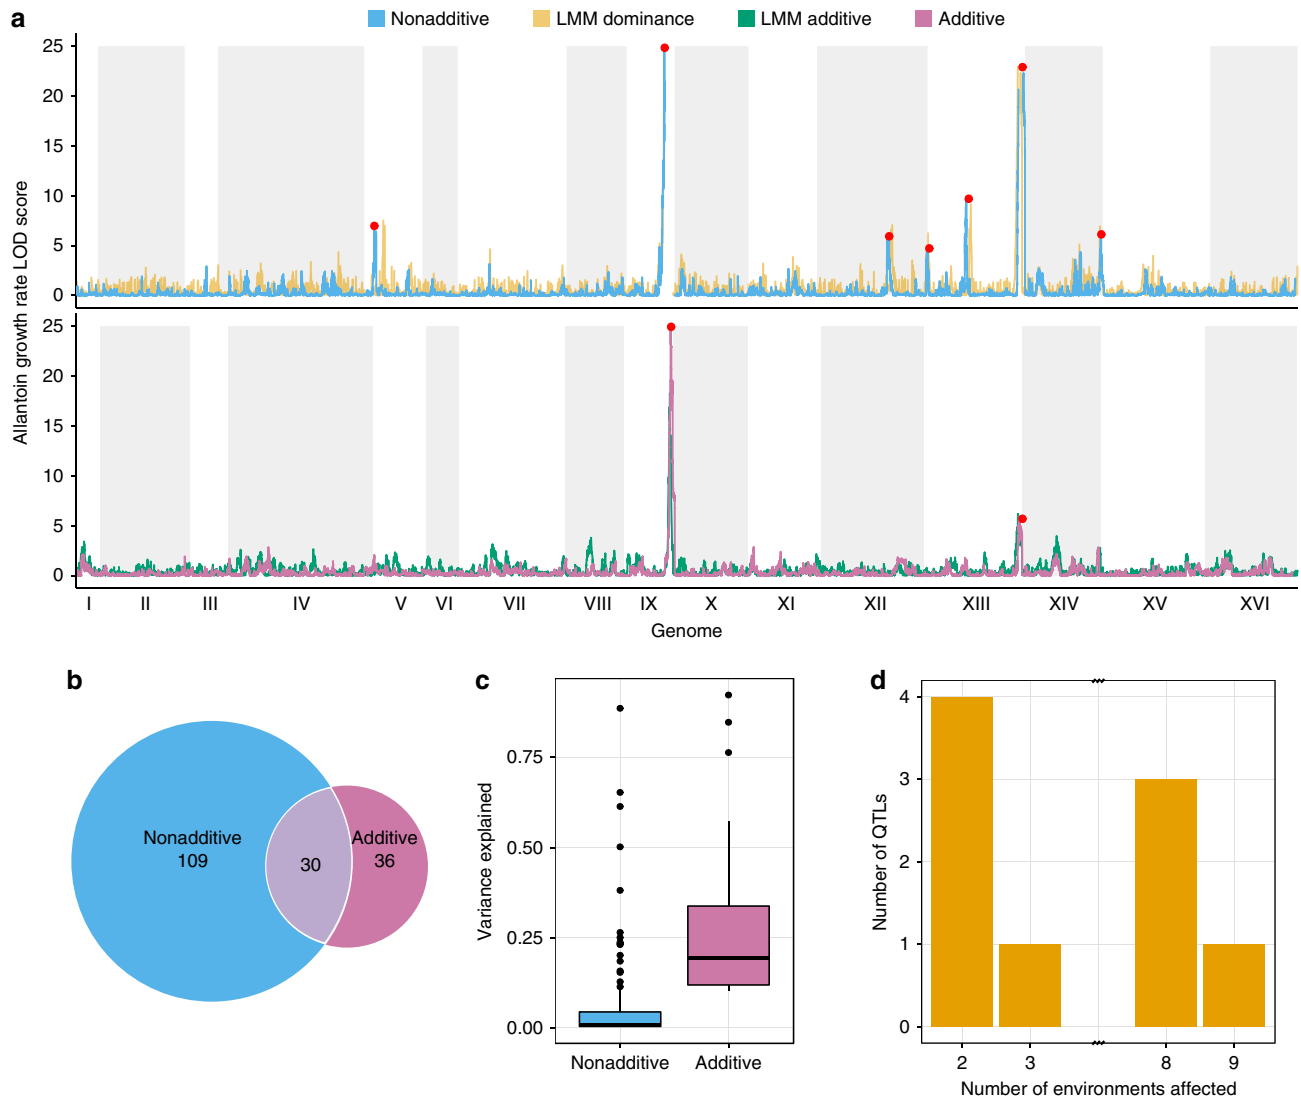 a
Nonadditive LMM dominance LMM additive Additive
Allantoin growth rate LOD score
25
20
15
10
5
0
25
20
15
10
5
0
I II III IV V VI VII VIII IX X XI XII XIII XIV XV XVI
Genome
b
Nonadditive
109
30
Additive
36
c
Variance explained
0.75
0.50
0.25
0.00
Nonadditive Additive
d
Number of QTLs
4
3
2
1
0
2 3 8 9
Number of environments affected